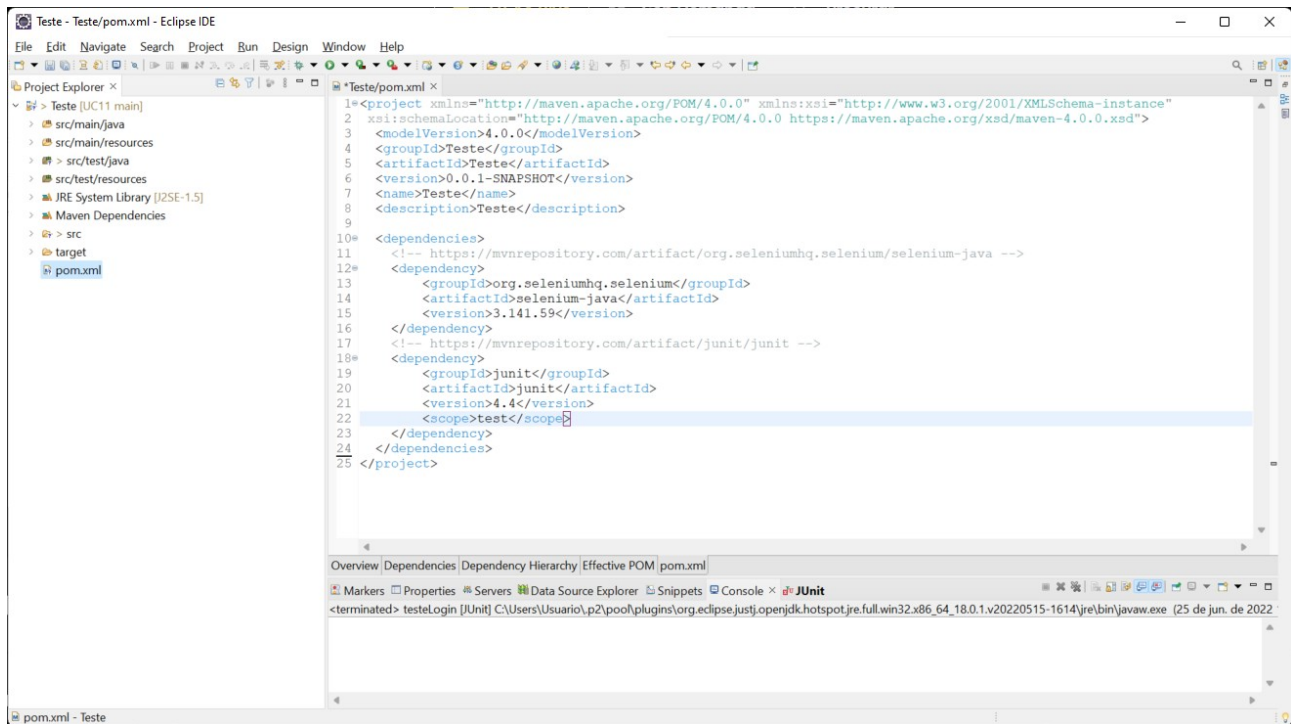 Teste - Teste/pom.xml - Eclipse IDE
File Edit Navigate Search Project Run Design Window Help
Project Explorer
*Teste/pom.xml
> Teste [UC11 main]
src/main/java
src/main/resources
> src/test/java
src/test/resources
JRE System Library [J2SE-1.5]
Maven Dependencies
> src
target
pom.xml
1 <project xmlns="http://maven.apache.org/POM/4.0.0" xmlns:xsi="http://www.w3.org/2001/XMLSchema-instance"
2 xsi:schemaLocation="http://maven.apache.org/POM/4.0.0 https://maven.apache.org/xsd/maven-4.0.0.xsd">
3 <modelVersion>4.0.0</modelVersion>
4 <groupId>Teste</groupId>
5 <artifactId>Teste</artifactId>
6 <version>0.0.1-SNAPSHOT</version>
7 <name>Teste</name>
8 <description>Teste</description>
9
10 <dependencies>
11 <!-- https://mvnrepository.com/artifact/org.seleniumhq.selenium/selenium-java -->
12 <dependency>
13 <groupId>org.seleniumhq.selenium</groupId>
14 <artifactId>selenium-java</artifactId>
15 <version>3.141.59</version>
16 </dependency>
17 <!-- https://mvnrepository.com/artifact/junit/junit -->
18 <dependency>
19 <groupId>junit</groupId>
20 <artifactId>junit</artifactId>
21 <version>4.4</version>
22 <scope>test</scope>
23 </dependency>
24 </dependencies>
25 </project>
Overview Dependencies Dependency Hierarchy Effective POM pom.xml
Markers Properties Servers Data Source Explorer Snippets Console JUnit
<terminated> testeLogin [JUnit] C:\Users\Usuario\.p2\pool\plugins\org.eclipse.justj.openjdk.hotspot.jre.full.win32.x86_64_18.0.1.v20220515-1614\jre\bin\javaw.exe (25 de jun. de 2022
pom.xml - Teste